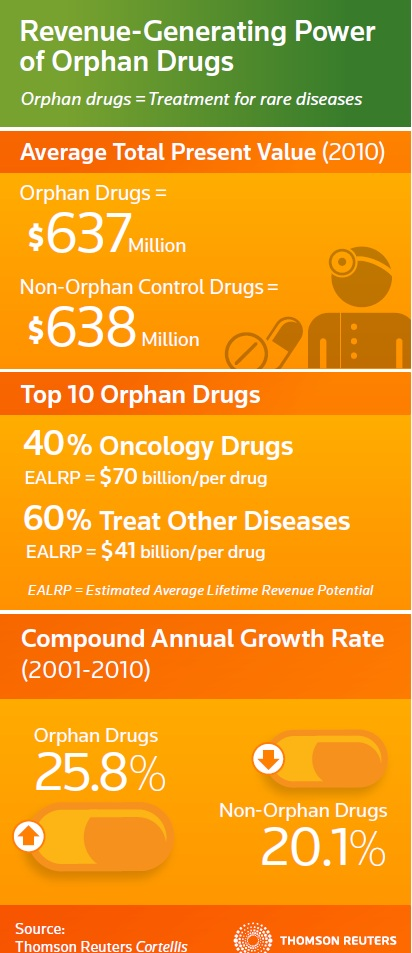 Revenue-Generating Power
of Orphan Drugs
Orphan drugs = Treatment for rare diseases
Average Total Present Value (2010)
Orphan Drugs =
$637 Million
Non-Orphan Control Drugs =
$638 Million
Top 10 Orphan Drugs
40% Oncology Drugs
EALRP = $70 billion/per drug
60% Treat Other Diseases
EALRP = $41 billion/per drug
EALRP = Estimated Average Lifetime Revenue Potential
Compound Annual Growth Rate
(2001-2010)
Orphan Drugs
25.8%
Non-Orphan Drugs
20.1%
Source:
Thomson Reuters Cortellis
THOMSON REUTERS